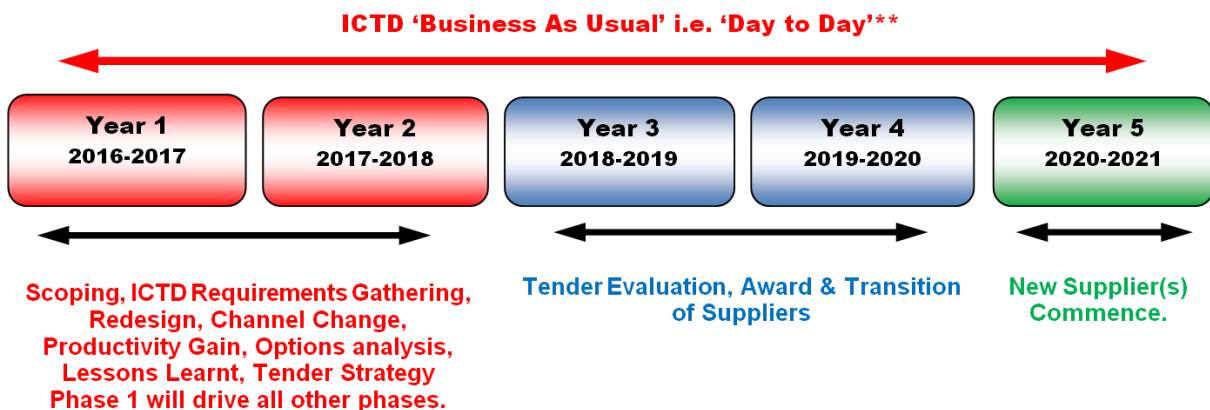 ICTD ‘Business As Usual’ i.e. ‘Day to Day’**
Year 1
2016-2017
Year 2
2017-2018
Year 3
2018-2019
Year 4
2019-2020
Year 5
2020-2021
Scoping, ICTD Requirements Gathering,
Redesign, Channel Change,
Productivity Gain, Options analysis,
Lessons Learnt, Tender Strategy
Phase 1 will drive all other phases.
Tender Evaluation, Award & Transition
of Suppliers
New Supplier(s)
Commence.